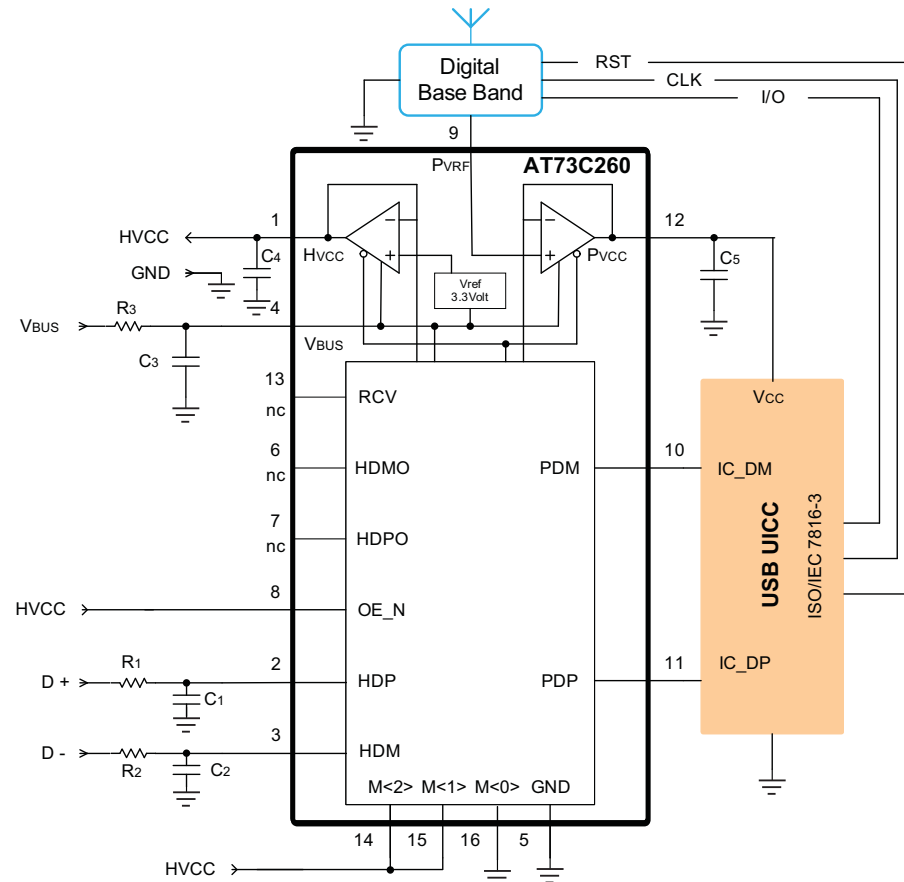 Digital
Base Band
RST
CLK
I/O
9
PVRF
AT73C260
1
12
HVCC
HVCC
PVCC
C4
C5
GND
Vref
3.3Volt
4
R3
VBUS
VBUS
C3
Vcc
13
RCV
nc
6
10
HDMO
PDM
IC_DM
nc
7
HDPO
nc
USB UICC
ISO/IEC 7816-3
8
HVCC
OE_N
R1
2
11
IC_DP
D +
HDP
PDP
C1
3
D -
HDM
R2
C2
M<2> M<1> M<0> GND
14 15 16 5
HVCC